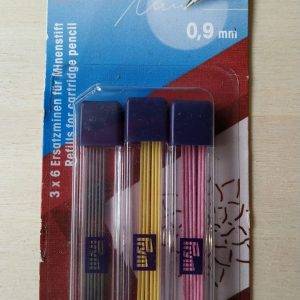 0,9 mm
3 x 6 Ersatzminen für Minenstift
Refills for cartridge pencil